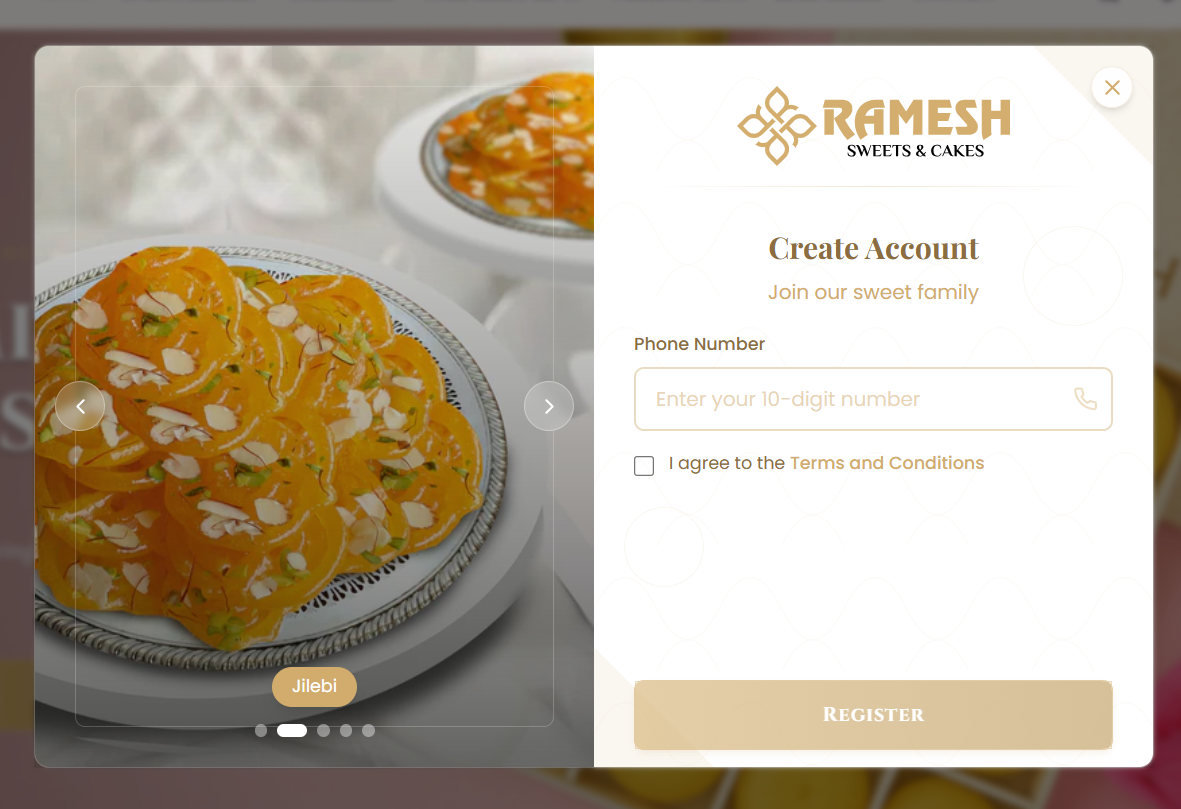 Jilebi
RAMESH
SWEETS & CAKES
Create Account
Join our sweet family
Phone Number
Enter your 10-digit number
I agree to the Terms and Conditions
Register